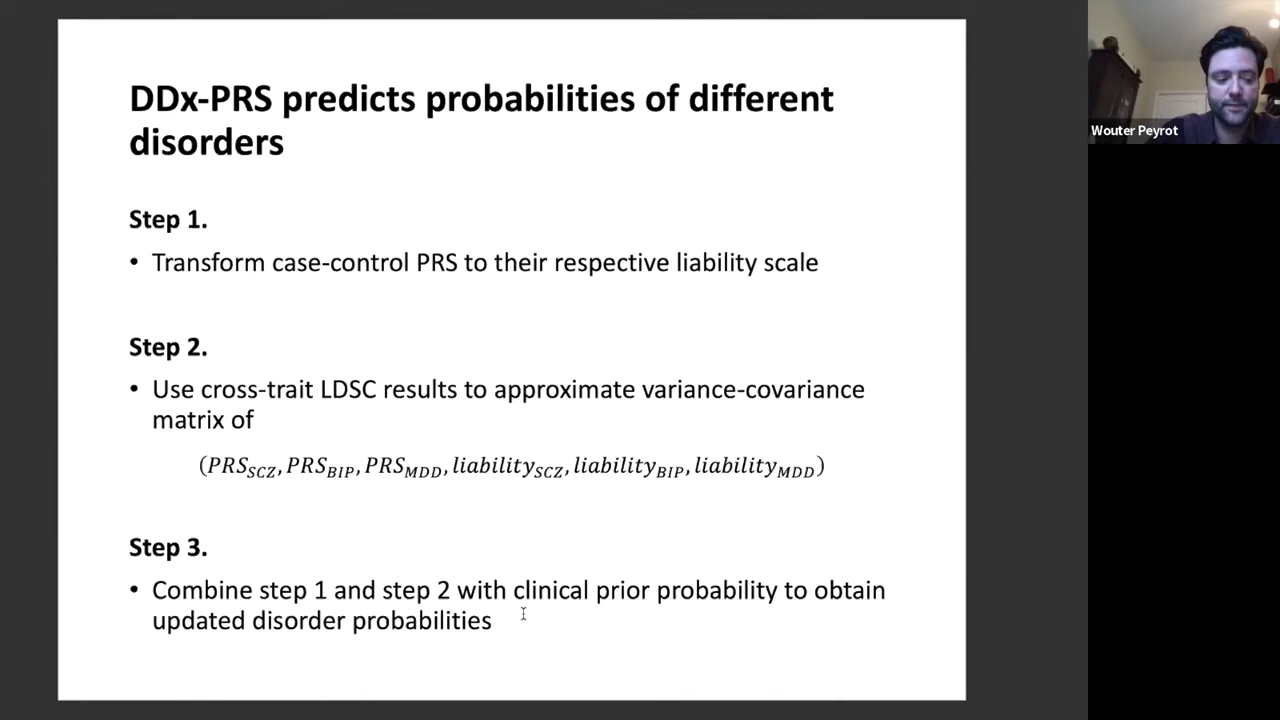 DDx-PRS predicts probabilities of different
disorders
Step 1.
• Transform case-control PRS to their respective liability scale
Step 2.
• Use cross-trait LDSC results to approximate variance-covariance
matrix of
(PRS_SCZ, PRS_BIP, PRS_MDD, liability_SCZ, liability_BIP, liability_MDD)
Step 3.
• Combine step 1 and step 2 with clinical prior probability to obtain
updated disorder probabilities
Wouter Peyrot